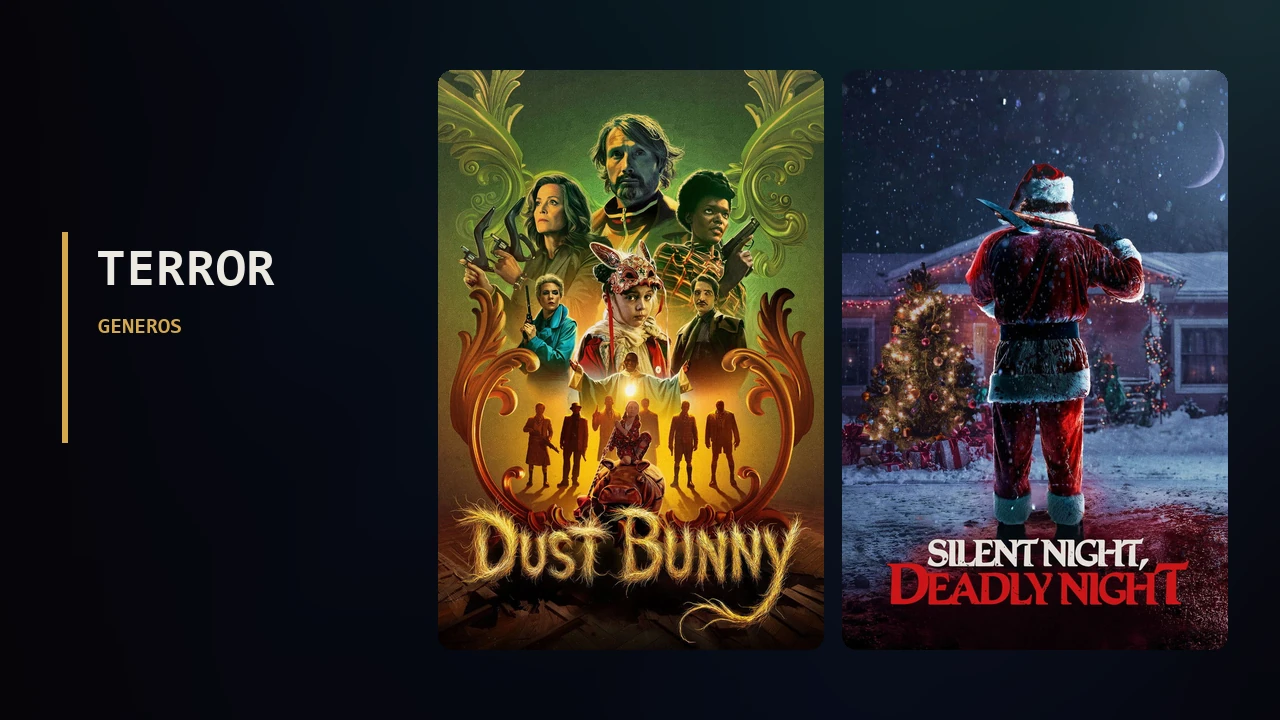 TERROR
GENEROS
DUST BUNNY
SILENT NIGHT,
DEADLY NIGHT